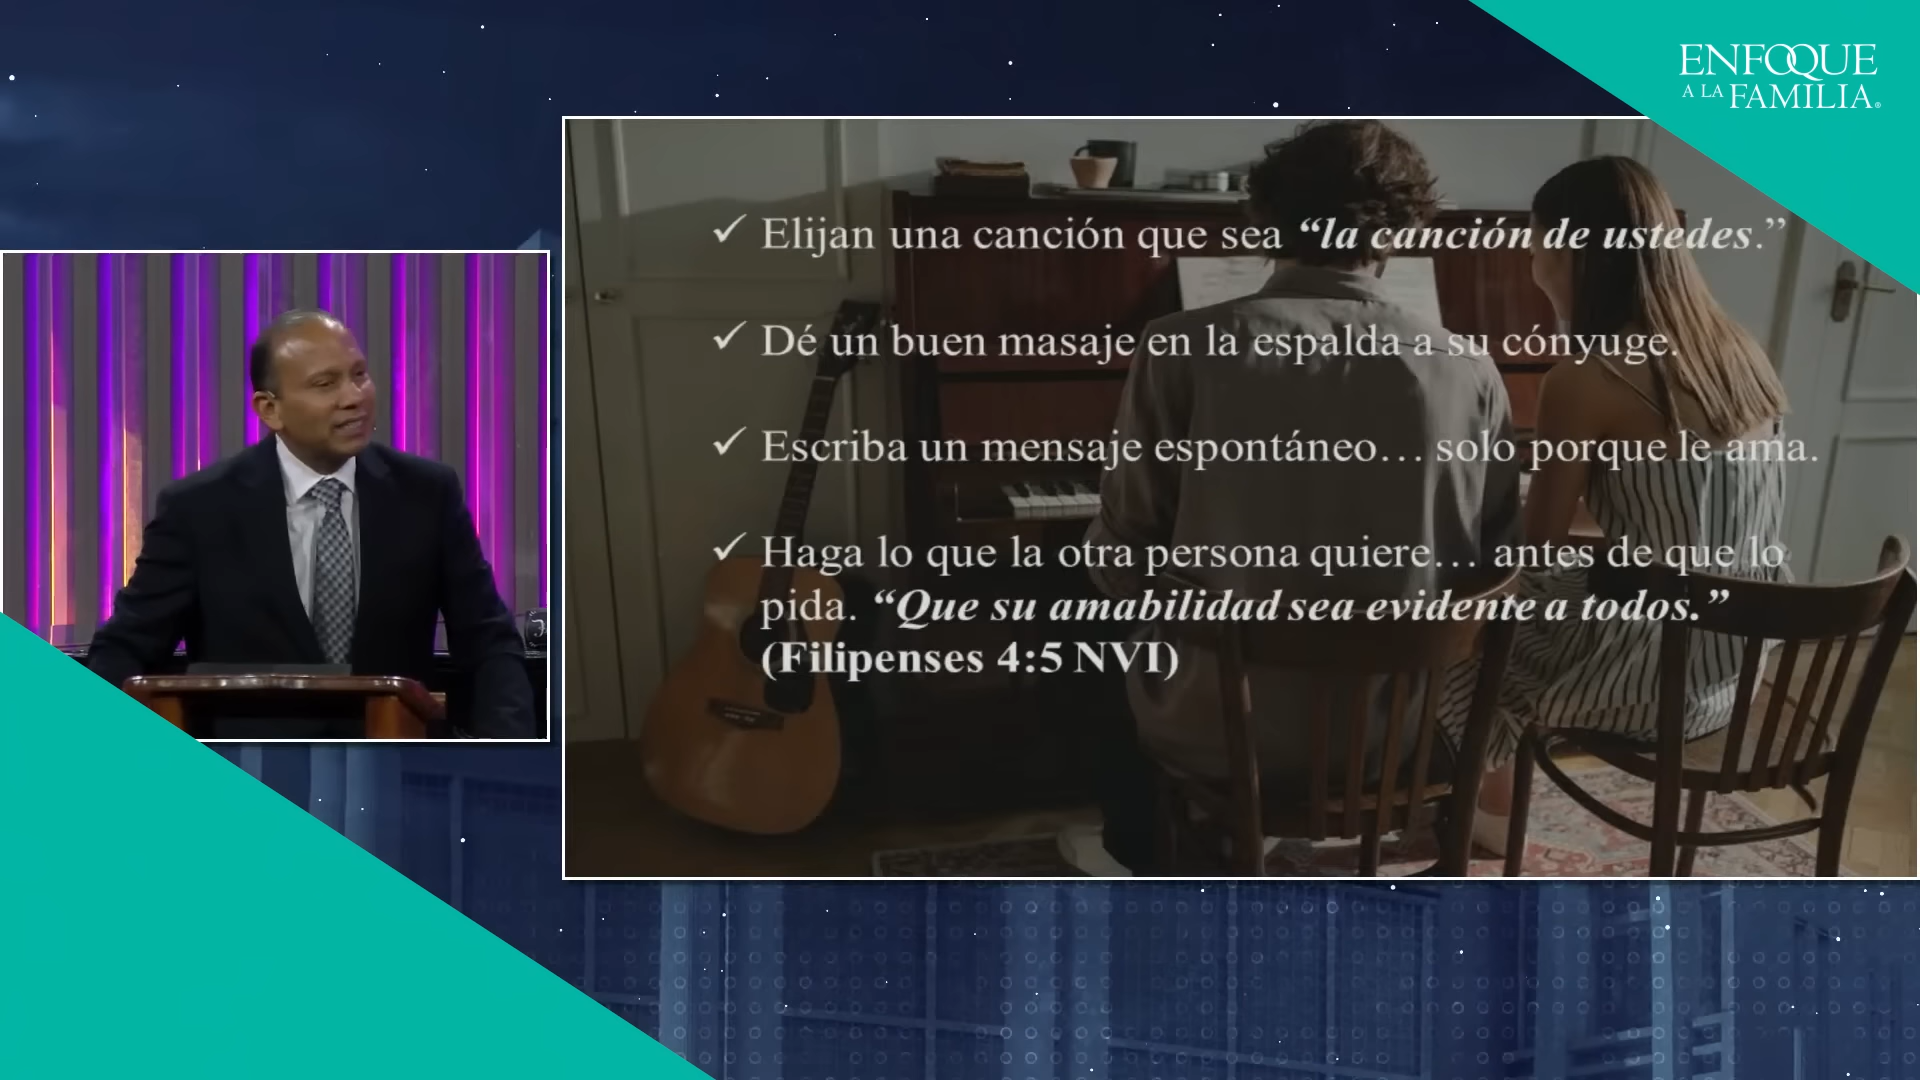 ENFOQUE
A LA FAMILIA®
✓ Elijan una canción que sea “la canción de ustedes.”
✓ Dé un buen masaje en la espalda a su cónyuge.
✓ Escriba un mensaje espontáneo… solo porque le ama.
✓ Haga lo que la otra persona quiere… antes de que lo
pida. “Que su amabilidad sea evidente a todos.”
(Filipenses 4:5 NVI)